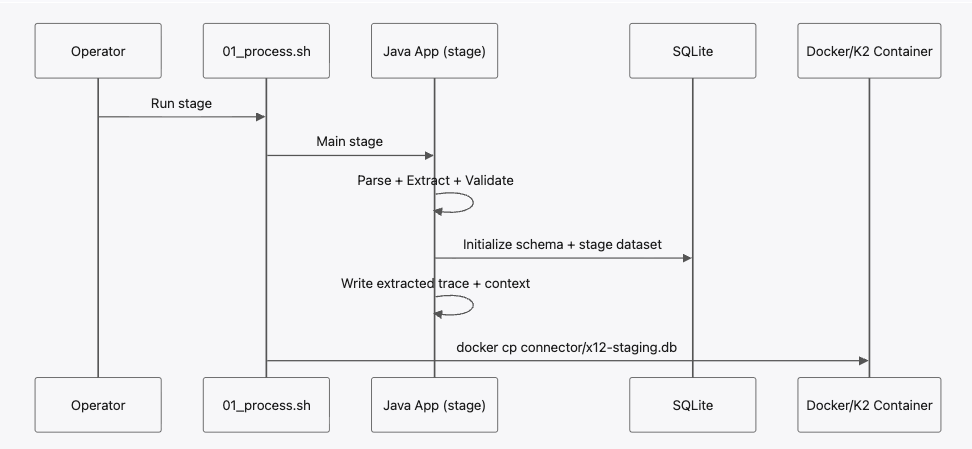 Operator
01_process.sh
Java App (stage)
SQLite
Docker/K2 Container
Run stage
Main stage
Parse + Extract + Validate
Initialize schema + stage dataset
Write extracted trace + context
docker cp connector/x12-staging.db
Operator
01_process.sh
Java App (stage)
SQLite
Docker/K2 Container